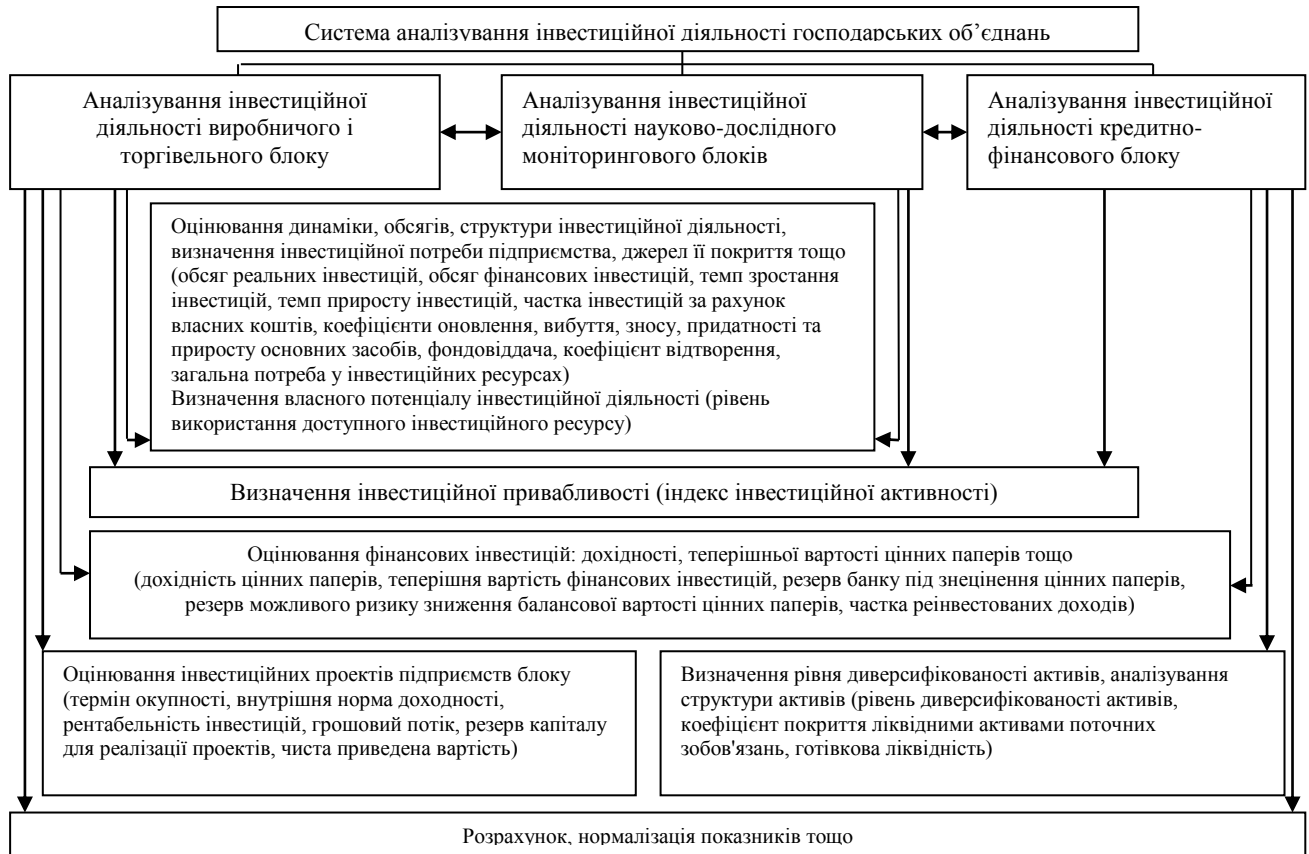 Система аналізування інвестиційної діяльності господарських об’єднань
Аналізування інвестиційної
діяльності виробничого і
торгівельного блоку
Аналізування інвестиційної
діяльності науково-дослідного
моніторингового блоків
Аналізування інвестиційної
діяльності кредитно-
фінансового блоку
Оцінювання динаміки, обсягів, структури інвестиційної діяльності,
визначення інвестиційної потреби підприємства, джерел її покриття тощо
(обсяг реальних інвестицій, обсяг фінансових інвестицій, темп зростання
інвестицій, темп приросту інвестицій, частка інвестицій за рахунок
власних коштів, коефіцієнти оновлення, вибуття, зносу, придатності та
приросту основних засобів, фондовіддача, коефіцієнт відтворення,
загальна потреба у інвестиційних ресурсах)
Визначення власного потенціалу інвестиційної діяльності (рівень
використання доступного інвестиційного ресурсу)
Визначення інвестиційної привабливості (індекс інвестиційної активності)
Оцінювання фінансових інвестицій: дохідності, теперішньої вартості цінних паперів тощо
(дохідність цінних паперів, теперішня вартість фінансових інвестицій, резерв банку під знецінення цінних паперів,
резерв можливого ризику зниження балансової вартості цінних паперів, частка реінвестованих доходів)
Оцінювання інвестиційних проектів підприємств блоку
(термін окупності, внутрішня норма доходності,
рентабельність інвестицій, грошовий потік, резерв капіталу
для реалізації проектів, чиста приведена вартість)
Визначення рівня диверсифікованості активів, аналізування
структури активів (рівень диверсифікованості активів,
коефіцієнт покриття ліквідними активами поточних
зобов'язань, готівкова ліквідність)
Розрахунок, нормалізація показників тощо